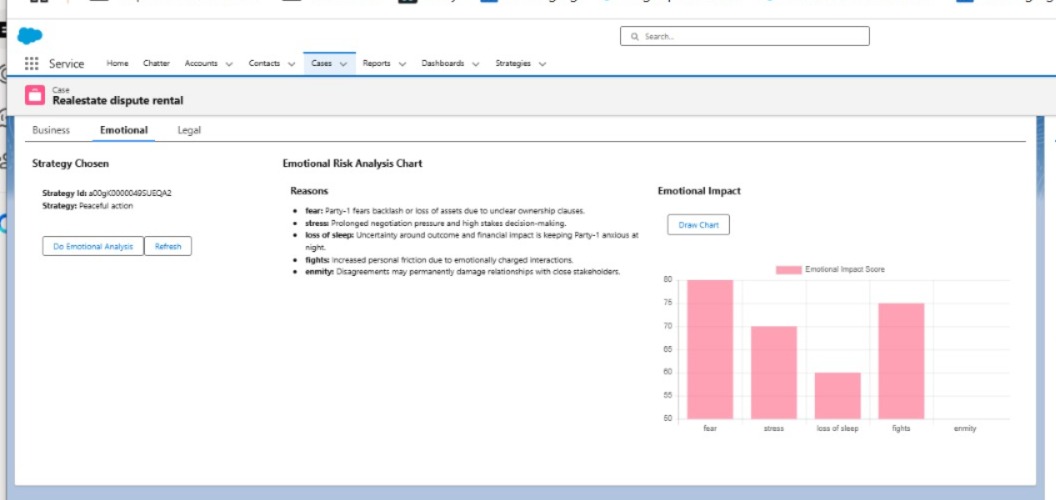 Search...
Service Home Chatter Accounts Contacts Cases Reports Dashboards Strategies
Case
Realestate dispute rental
Business Emotional Legal
Strategy Chosen
Strategy Id: a00gK0000049SUEQA2
Strategy: Peaceful action
Do Emotional Analysis Refresh
Emotional Risk Analysis Chart
Reasons
• fear: Party-1 fears backlash or loss of assets due to unclear ownership clauses.
• stress: Prolonged negotiation pressure and high stakes decision-making.
• loss of sleep: Uncertainty around outcome and financial impact is keeping Party-1 anxious at
night.
• fights: Increased personal friction due to emotionally charged interactions.
• enmity: Disagreements may permanently damage relationships with close stakeholders.
Emotional Impact
Draw Chart
Emotional Impact Score
80
75
70
65
60
55
50
fear stress loss of sleep fights enmity